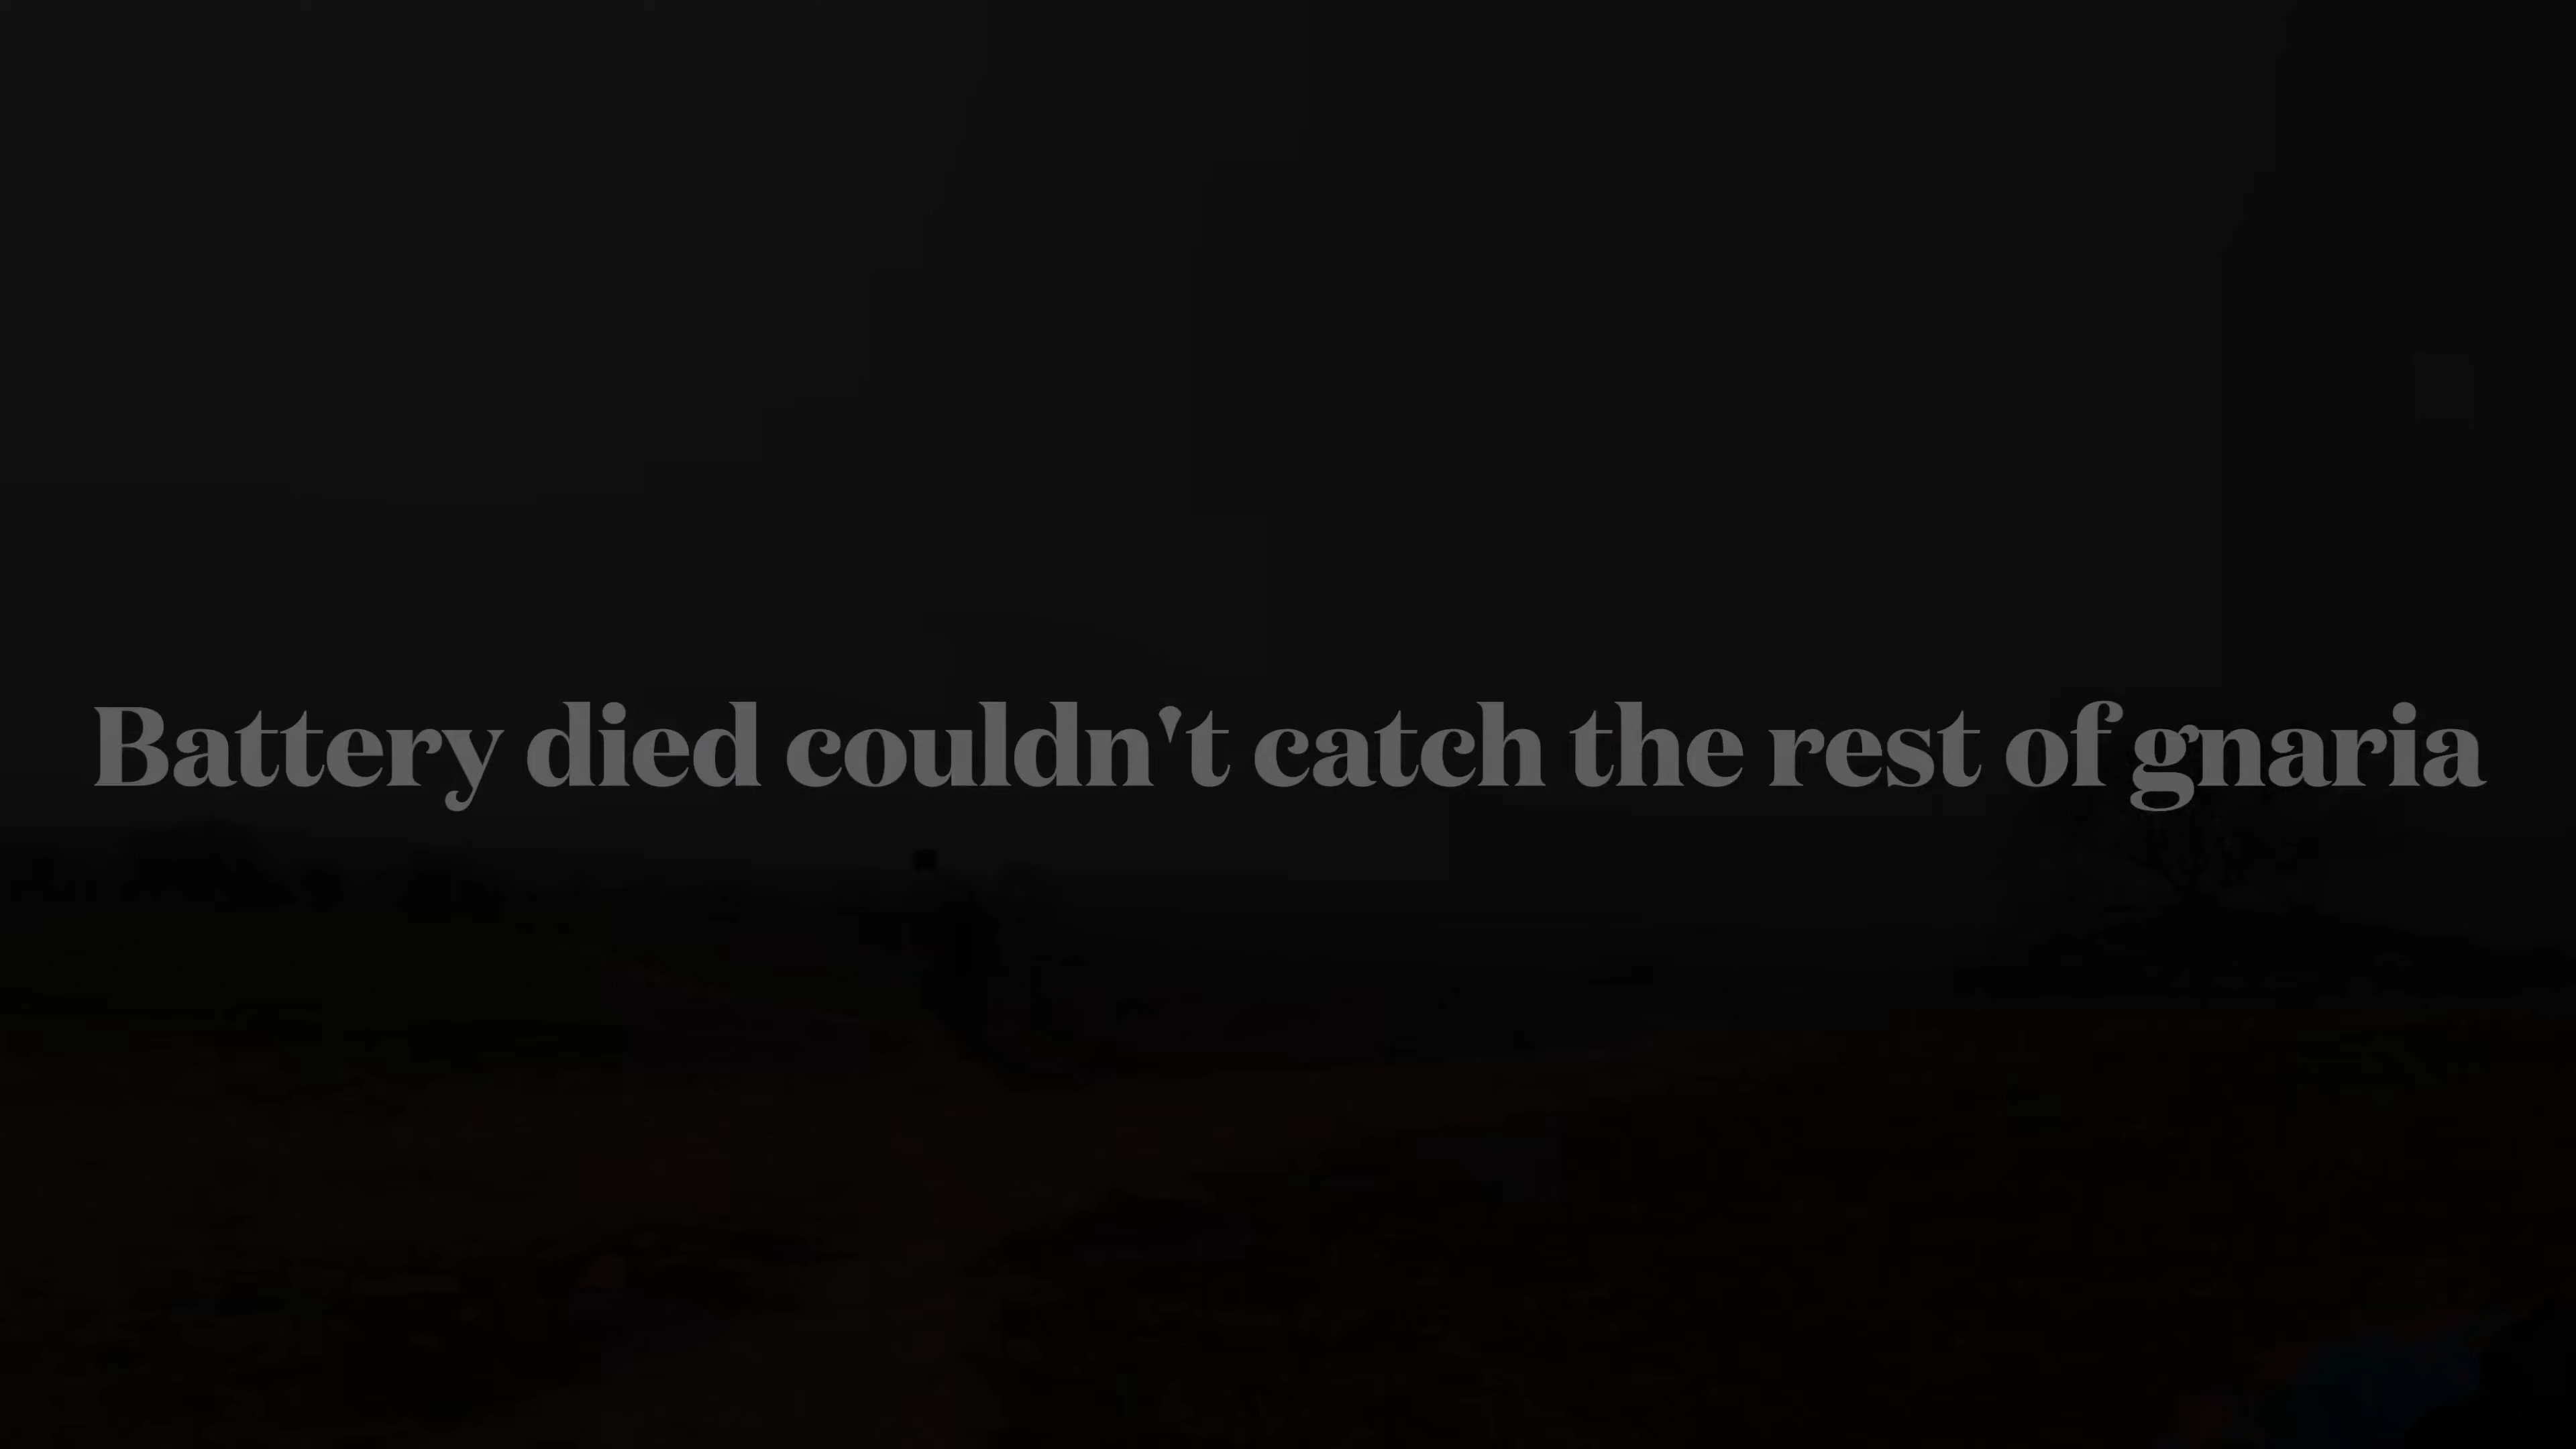 Battery died couldn't catch the rest of gnaria